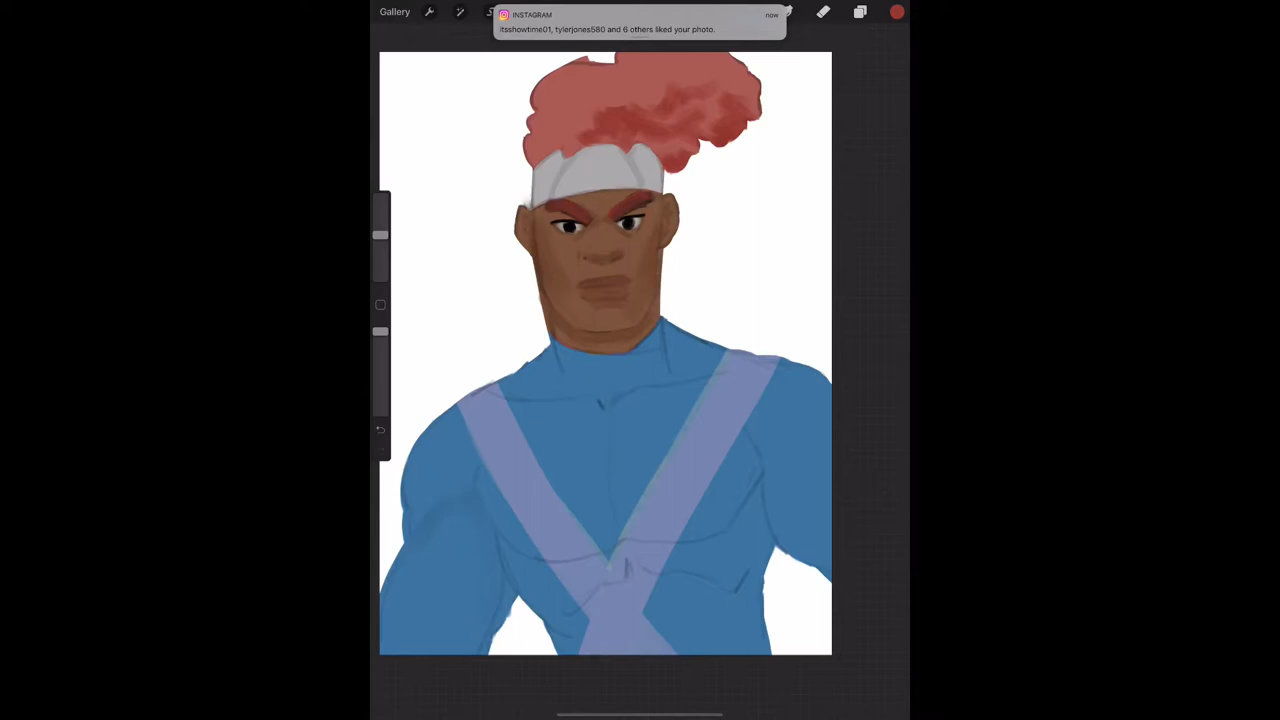 Gallery
INSTAGRAM
now
itsshowtime01, tylerjones580 and 6 others liked your photo.